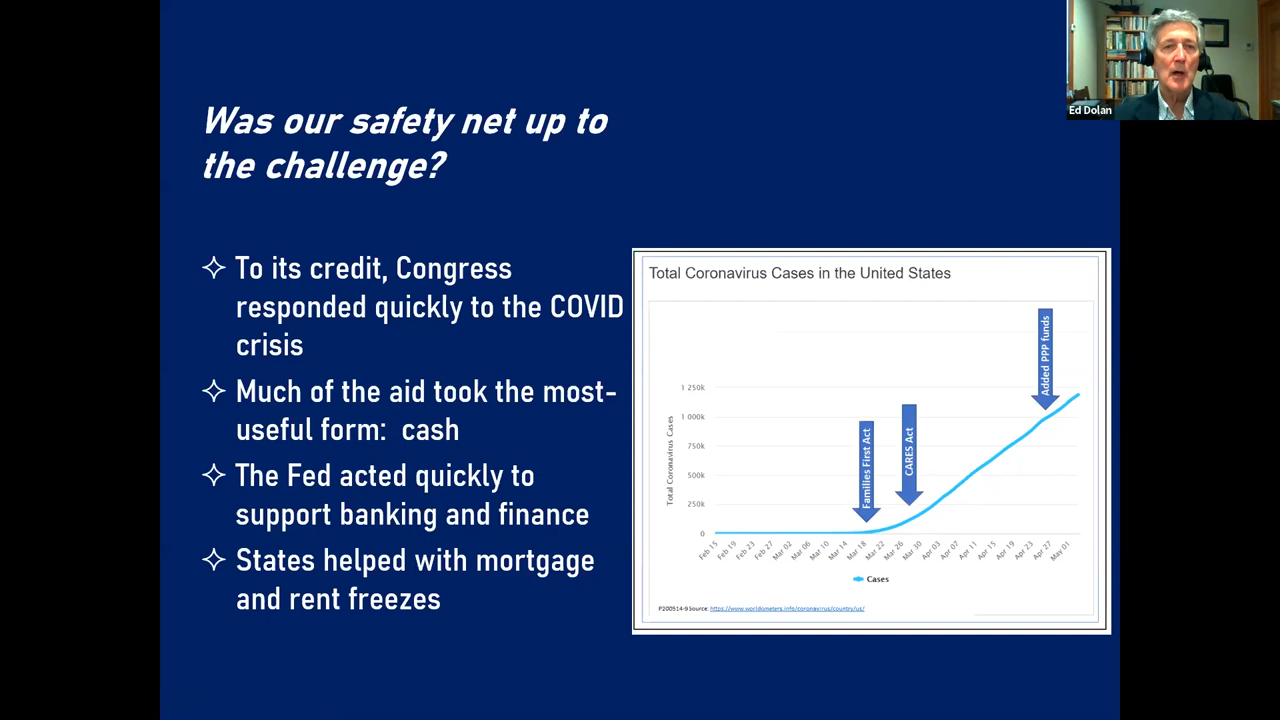 Was our safety net up to
the challenge?
To its credit, Congress
responded quickly to the COVID
crisis
Much of the aid took the most-
useful form: cash
The Fed acted quickly to
support banking and finance
States helped with mortgage
and rent freezes
Total Coronavirus Cases in the United States
Added PPP funds
CARES Act
Families First Act
Total Coronavirus Cases
1 250k
1 000k
750k
500k
250k
0
Feb 15
Feb 19
Feb 23
Feb 27
Mar 02
Mar 06
Mar 10
Mar 14
Mar 18
Mar 22
Mar 26
Mar 30
Apr 03
Apr 07
Apr 11
Apr 15
Apr 19
Apr 23
Apr 27
May 01
Cases
P200514-9 Source: https://www.worldometers.info/coronavirus/country/us/
Ed Dolan